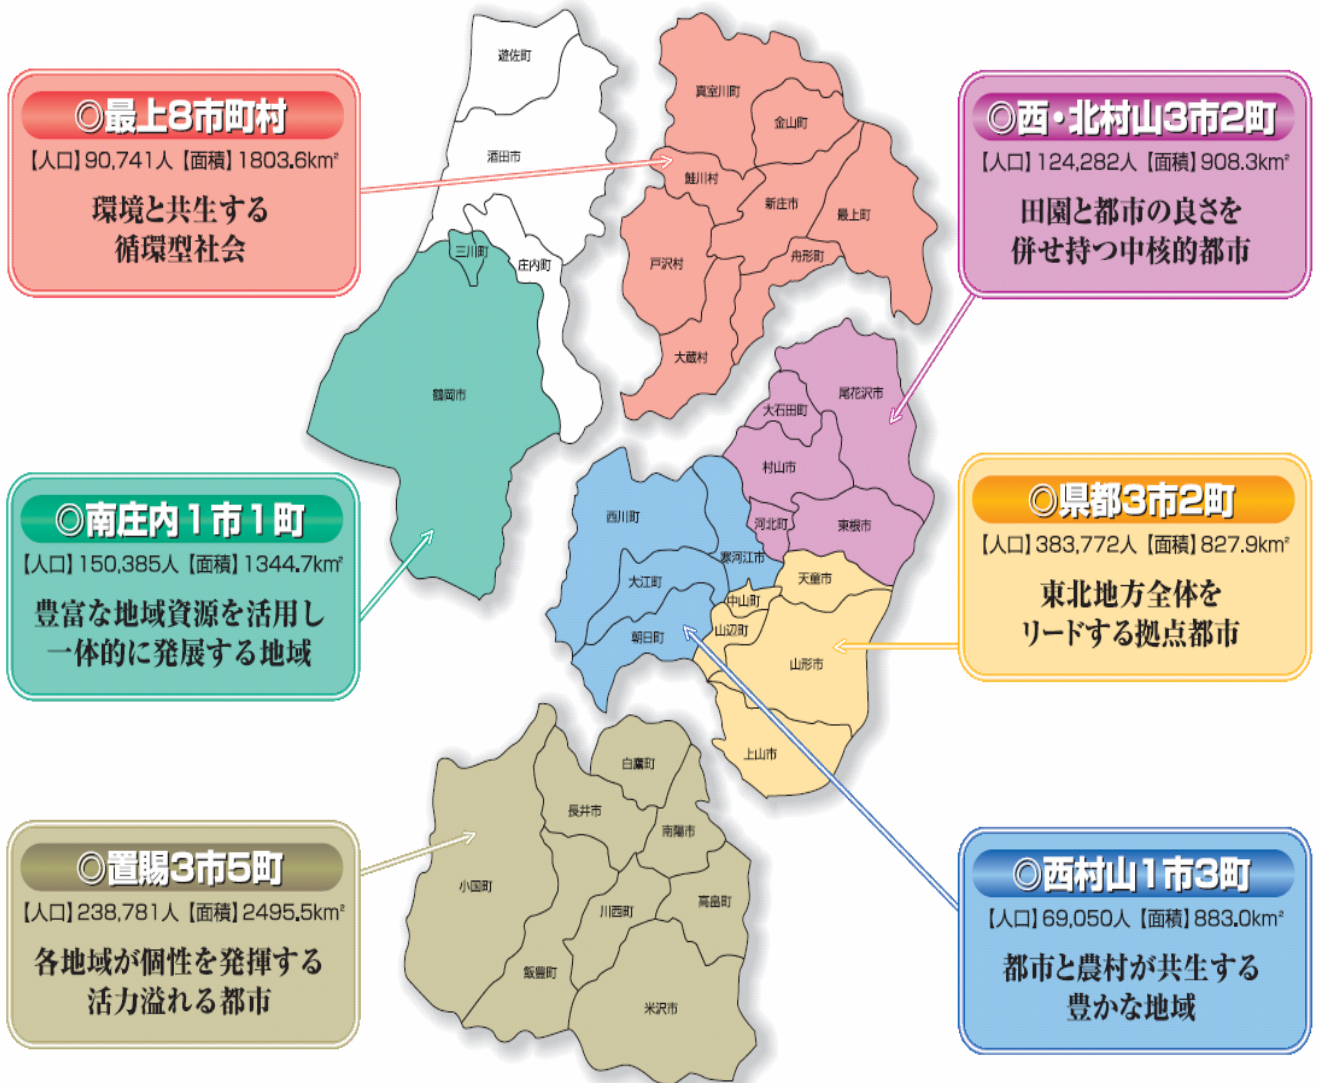 ◎最上8市町村
【人口】90,741人【面積】1803.6km²
環境と共生する
循環型社会
◎南庄内1市1町
【人口】150,385人【面積】1344.7km²
豊富な地域資源を活用し
一体的に発展する地域
◎置賜3市5町
【人口】238,781人【面積】2495.5km²
各地域が個性を発揮する
活力溢れる都市
遊佐町
酒田市
三川町
庄内町
鶴岡市
真室川町
金山町
鮭川村
新庄市
最上町
戸沢村
舟形町
大蔵村
尾花沢市
大石田町
村山市
河北町
東根市
西川町
寒河江市
大江町
朝日町
天童市
中山町
山辺町
山形市
上山市
白鷹町
長井市
南陽市
小国町
川西町
高畠町
飯豊町
米沢市
◎西・北村山3市2町
【人口】124,282人【面積】908.3km²
田園と都市の良さを
併せ持つ中核的都市
◎県都3市2町
【人口】383,772人【面積】827.9km²
東北地方全体を
リードする拠点都市
◎西村山1市3町
【人口】69,050人【面積】883.0km²
都市と農村が共生する
豊かな地域